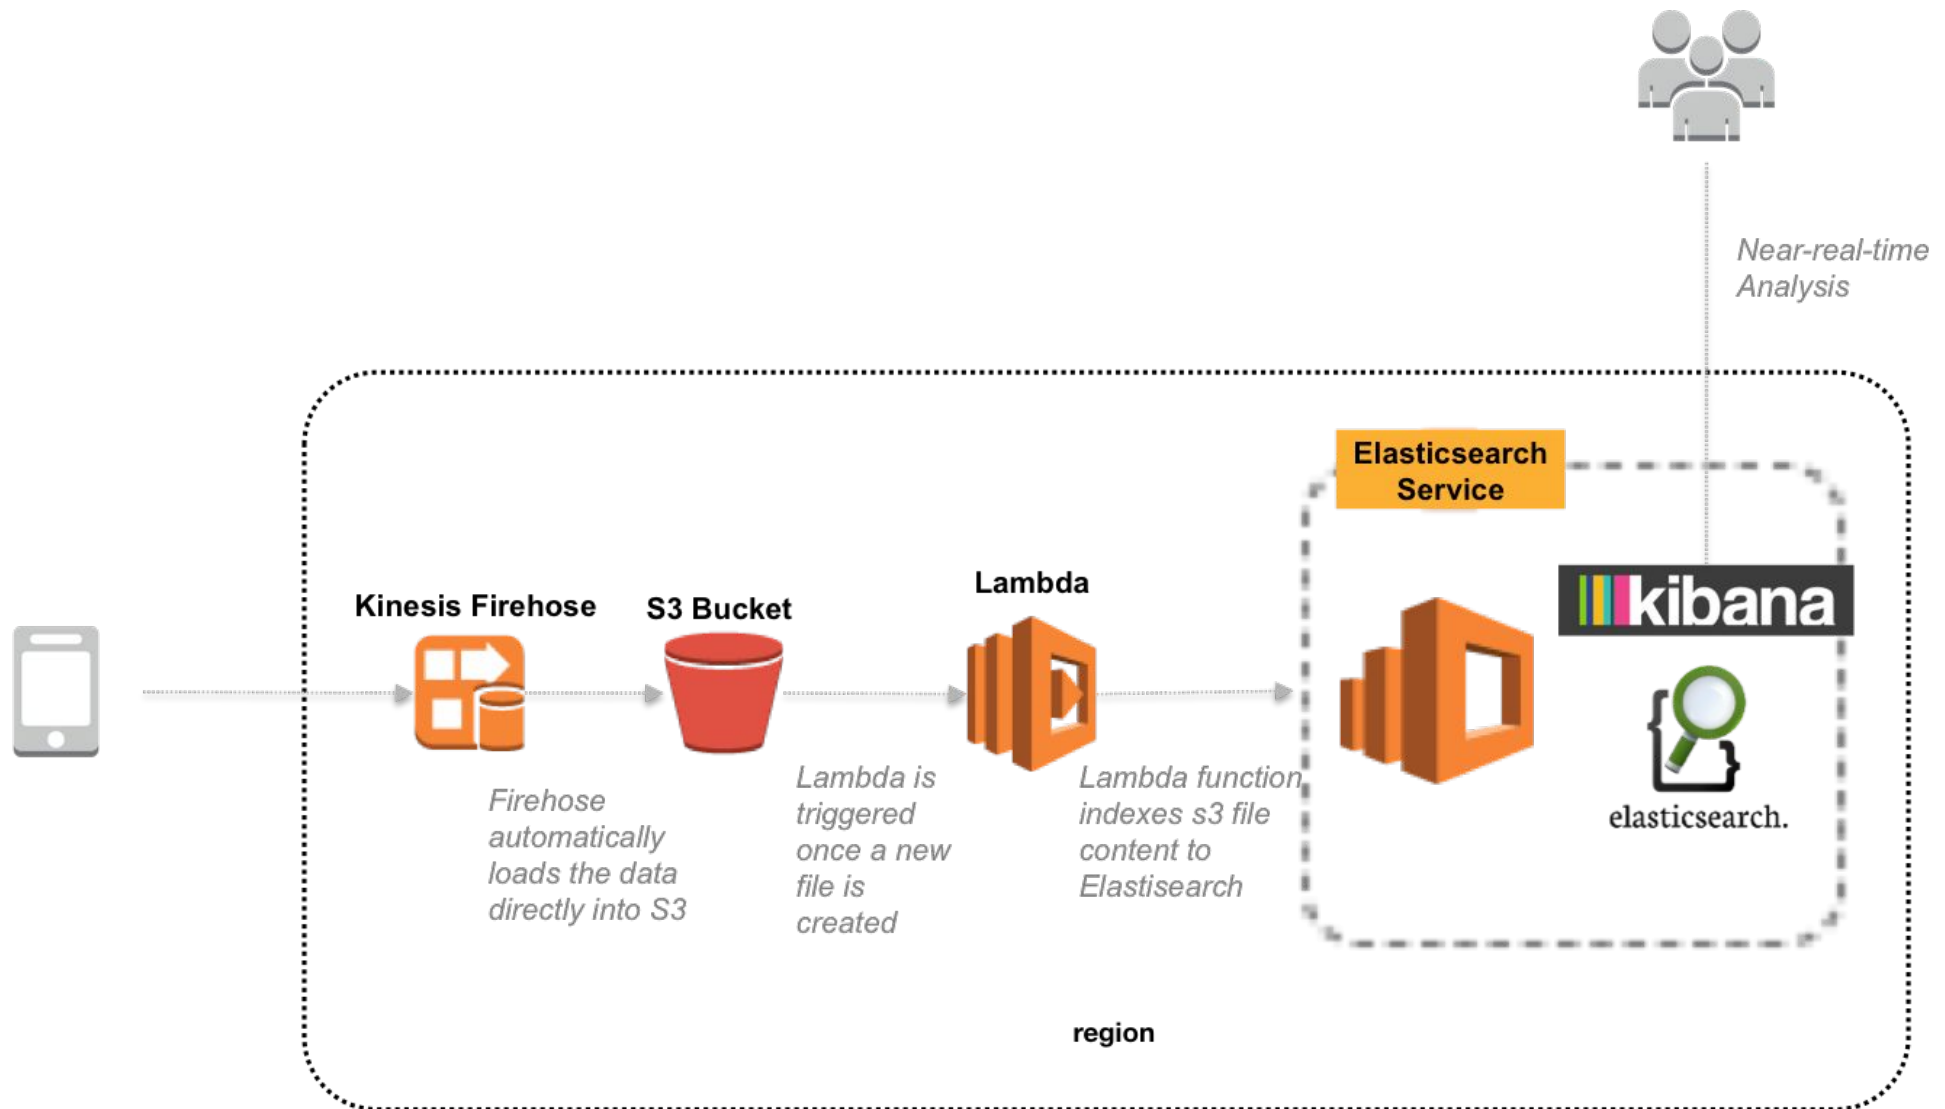 Near-real-time
Analysis
Elasticsearch
Service
Lambda
Kinesis Firehose
S3 Bucket
kibana
Firehose
automatically
loads the data
directly into S3
Lambda is
triggered
once a new
file is
created
Lambda function
indexes s3 file
content to
Elastisearch
elasticsearch.
region